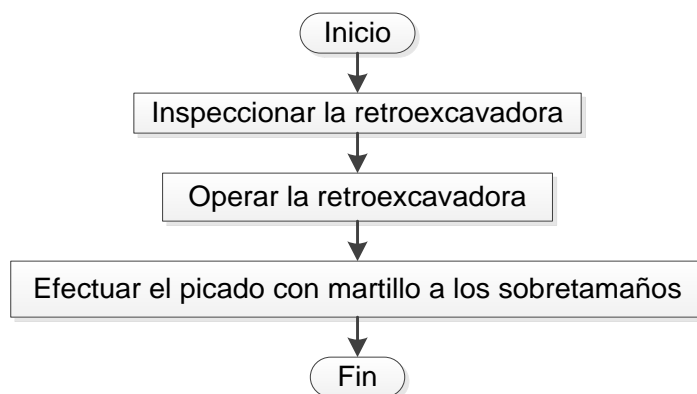 Inicio
Inspeccionar la retroexcavadora
Operar la retroexcavadora
Efectuar el picado con martillo a los sobretamaños
Fin